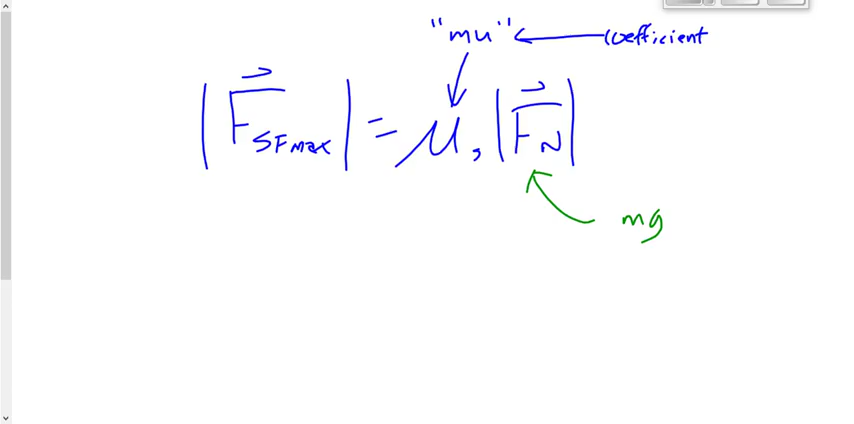 "mu" ← coefficient
|F⃗ SFmax| = μs |F⃗ N|
mg